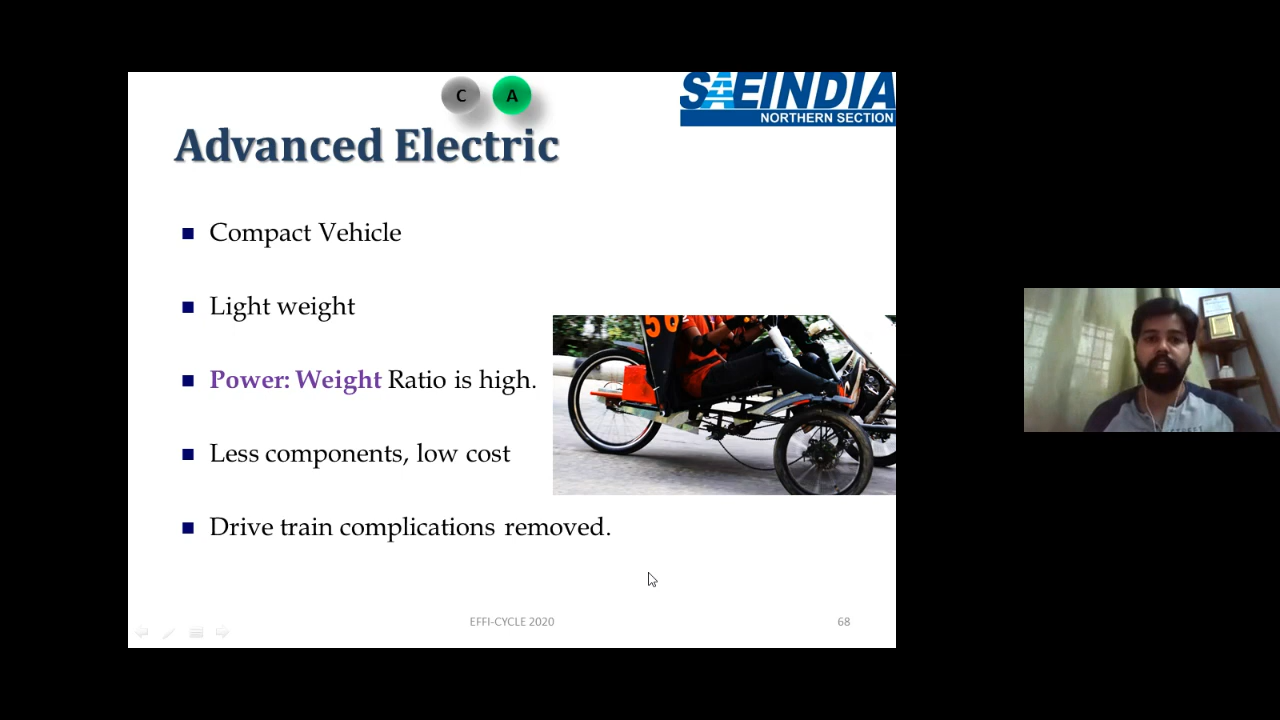 C A
SAEINDIA
NORTHERN SECTION
Advanced Electric
Compact Vehicle
Light weight
Power: Weight Ratio is high.
Less components, low cost
Drive train complications removed.
56
EFFI-CYCLE 2020
68